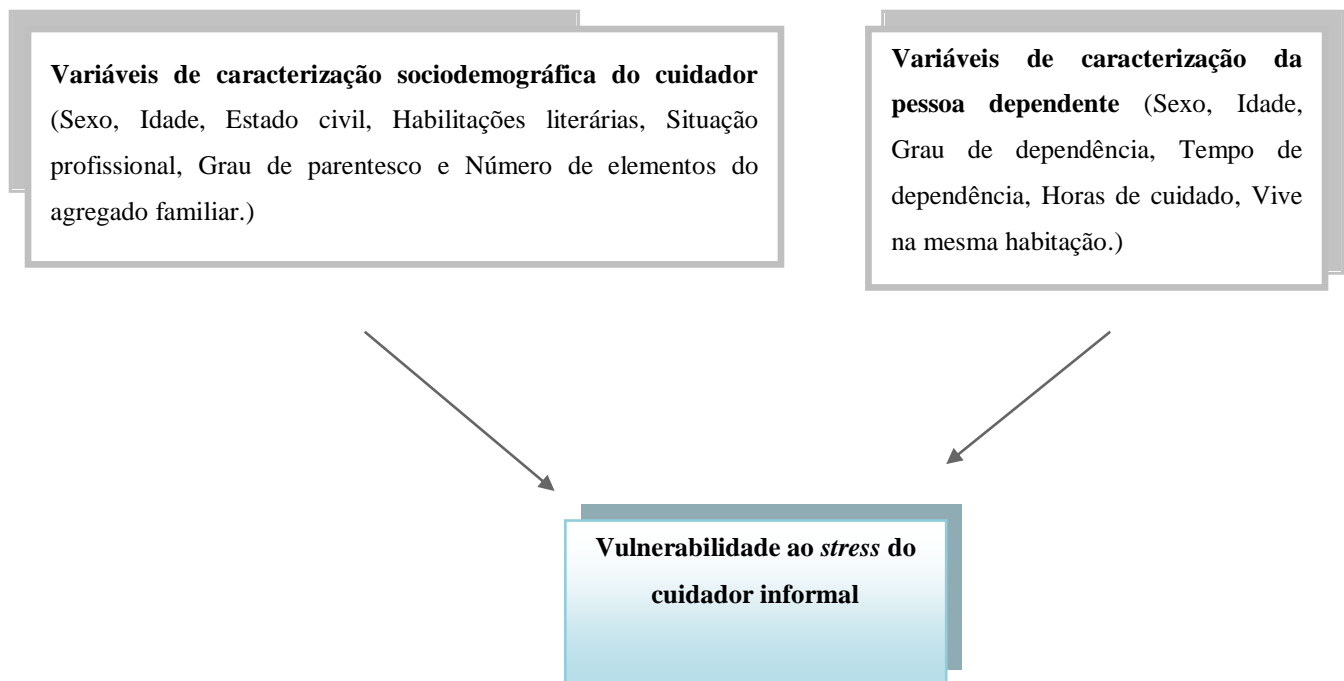 Variáveis de caracterização sociodemográfica do cuidador
(Sexo, Idade, Estado civil, Habilitações literárias, Situação
profissional, Grau de parentesco e Número de elementos do
agregado familiar.)
Variáveis de caracterização da
pessoa dependente (Sexo, Idade,
Grau de dependência, Tempo de
dependência, Horas de cuidado, Vive
na mesma habitação.)
Vulnerabilidade ao stress do
cuidador informal